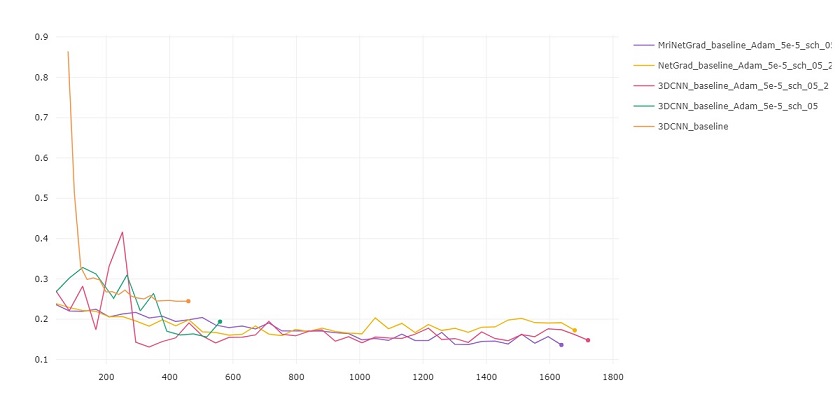 0.9
0.8
0.7
0.6
0.5
0.4
0.3
0.2
0.1
200 400 600 800 1000 1200 1400 1600 1800
MriNetGrad_baseline_Adam_5e-5_sch_05
NetGrad_baseline_Adam_5e-5_sch_05_2
3DCNN_baseline_Adam_5e-5_sch_05_2
3DCNN_baseline_Adam_5e-5_sch_05
3DCNN_baseline